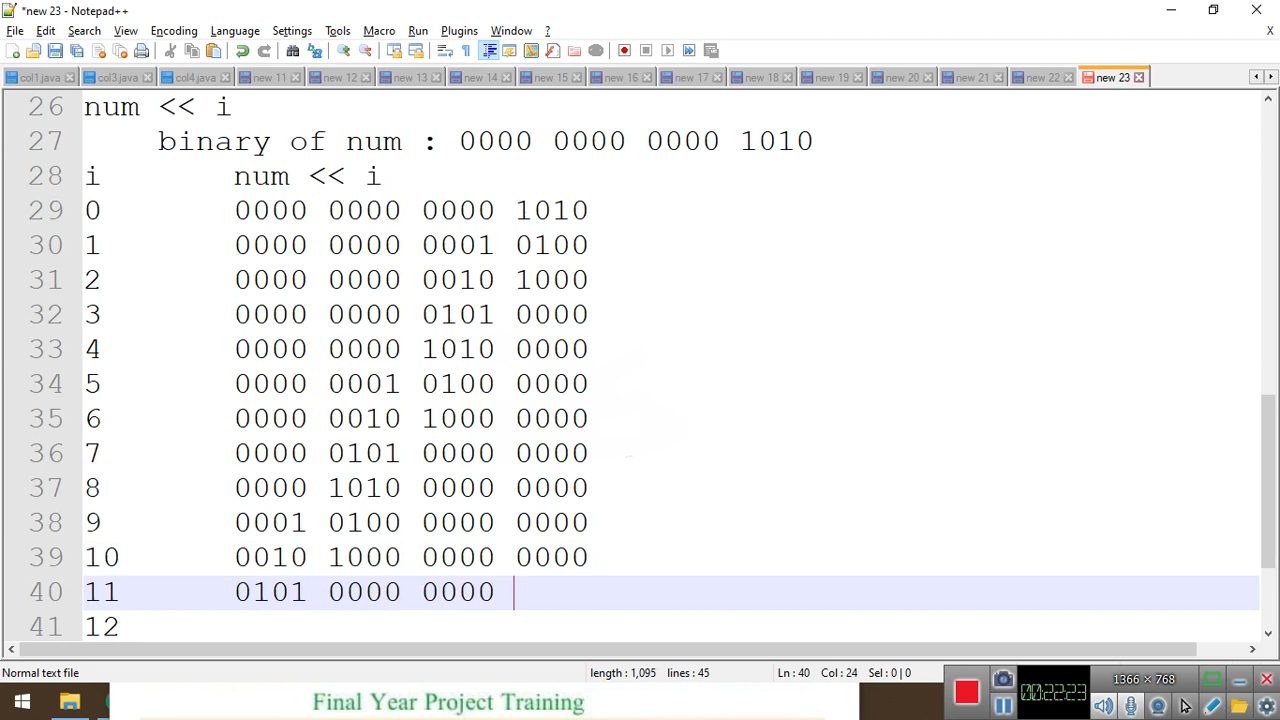 *new 23 - Notepad++
File Edit Search View Encoding Language Settings Tools Macro Run Plugins Window ? X
col1.java col3.java col4.java new 11 new 12 new 13 new 14 new 15 new 16 new 17 new 18 new 19 new 20 new 21 new 22 new 23
26 num << i
27 binary of num : 0000 0000 0000 1010
28 i num << i
29 0 0000 0000 0000 1010
30 1 0000 0000 0001 0100
31 2 0000 0000 0010 1000
32 3 0000 0000 0101 0000
33 4 0000 0000 1010 0000
34 5 0000 0001 0100 0000
35 6 0000 0010 1000 0000
36 7 0000 0101 0000 0000
37 8 0000 1010 0000 0000
38 9 0001 0100 0000 0000
39 10 0010 1000 0000 0000
40 11 0101 0000 0000
41 12
Normal text file length : 1,095 lines : 45 Ln : 40 Col : 24 Sel : 0 | 0
00:22:23 1366 × 768
Final Year Project Training